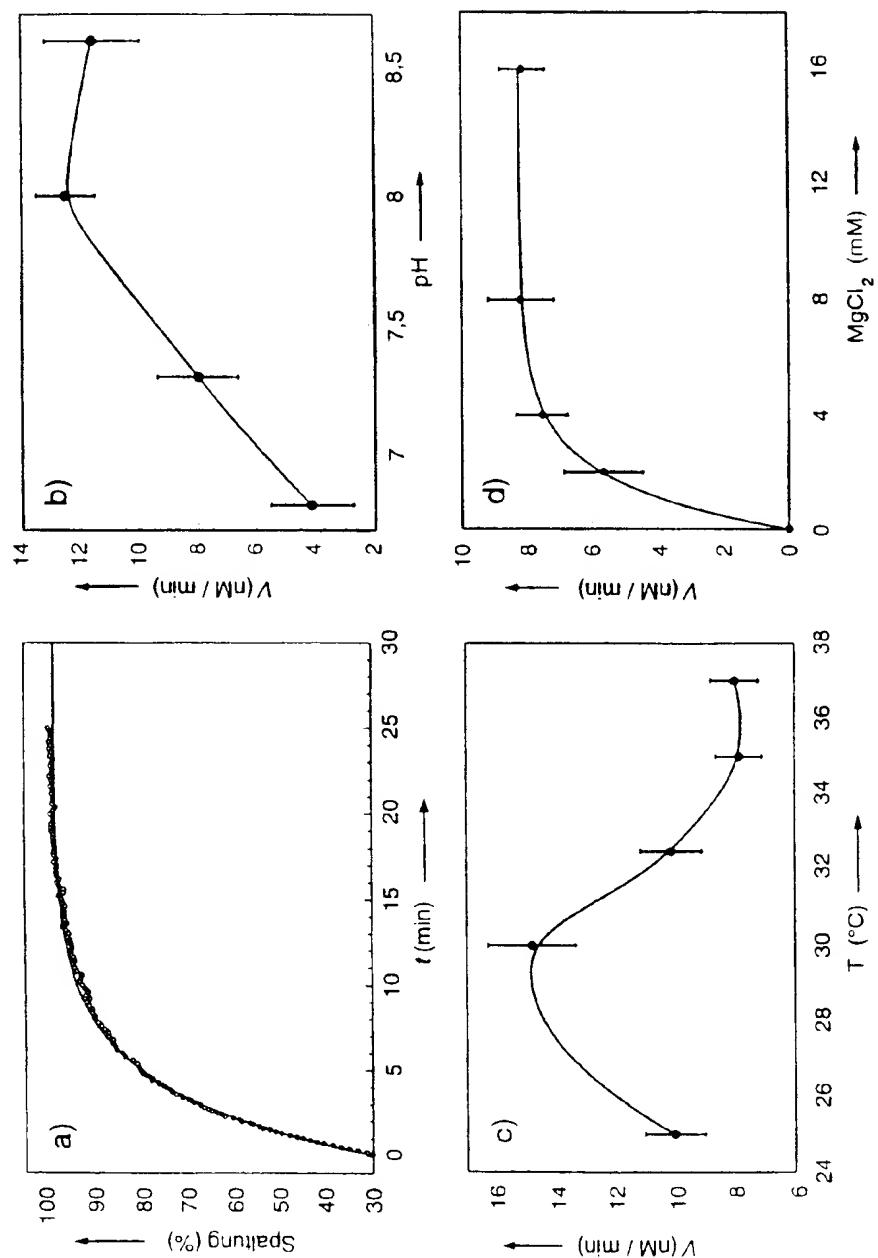 a)
Spaltung (%)
100
90
80
70
60
50
40
30
0 5 10 15 20 25 30
t (min)
b)
V (nM / min)
14
12
10
8
6
4
2
7 7,5 8 8,5
pH
c)
V (nM / min)
16
14
12
10
8
6
24 26 28 30 32 34 36 38
T (°C)
d)
V (nM / min)
10
8
6
4
2
0
0 4 8 12 16
MgCl₂ (mM)